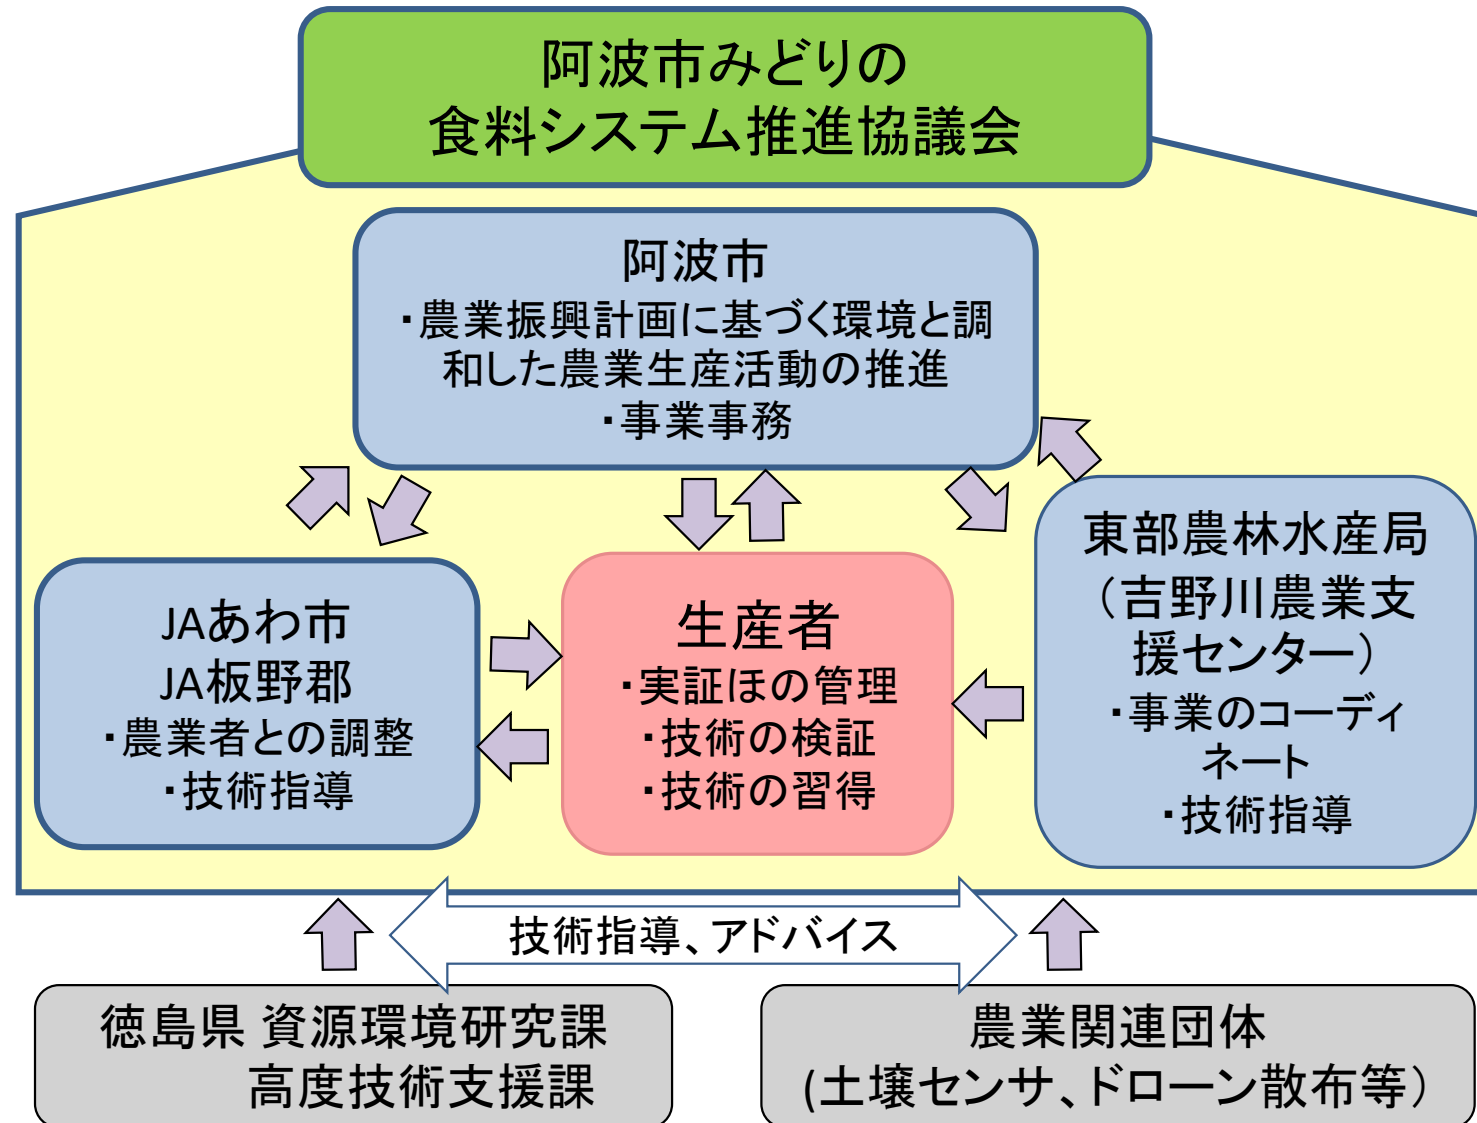 阿波市みどりの
食料システム推進協議会
阿波市
・農業振興計画に基づく環境と調
和した農業生産活動の推進
・事業事務
JAあわ市
JA板野郡
・農業者との調整
・技術指導
生産者
・実証ほの管理
・技術の検証
・技術の習得
東部農林水産局
（吉野川農業支
援センター）
・事業のコーディ
ネート
・技術指導
技術指導、アドバイス
徳島県 資源環境研究課
高度技術支援課
農業関連団体
(土壌センサ、ドローン散布等）